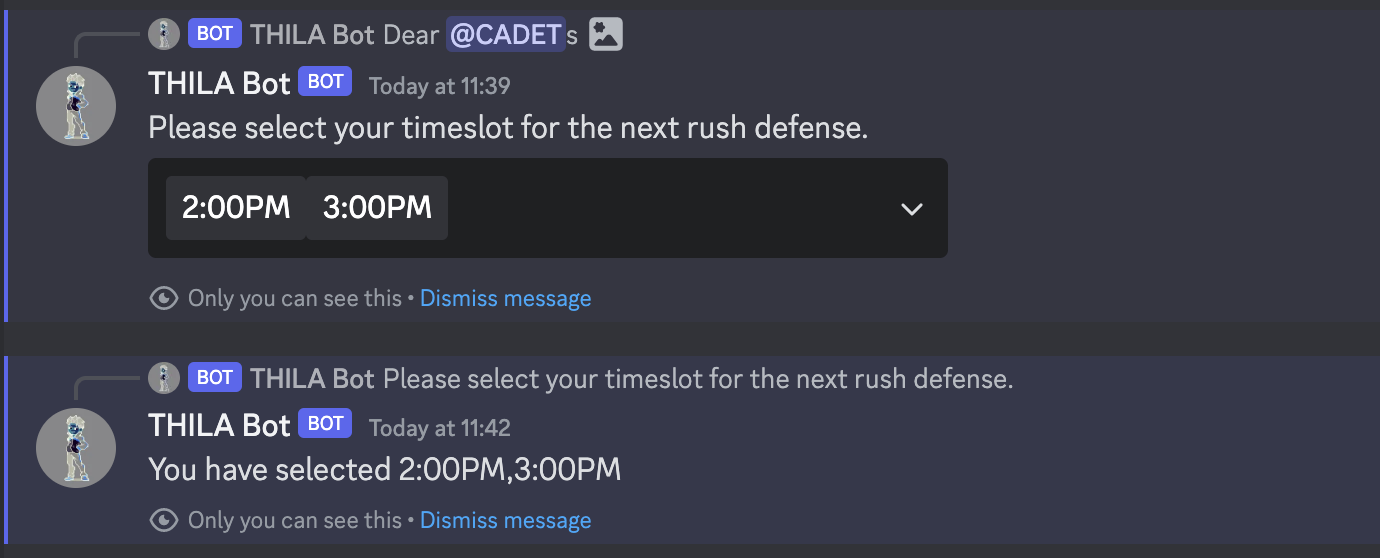 BOT THILA Bot Dear @CADETs
THILA Bot BOT Today at 11:39
Please select your timeslot for the next rush defense.
2:00PM 3:00PM
Only you can see this • Dismiss message
BOT THILA Bot Please select your timeslot for the next rush defense.
THILA Bot BOT Today at 11:42
You have selected 2:00PM,3:00PM
Only you can see this • Dismiss message